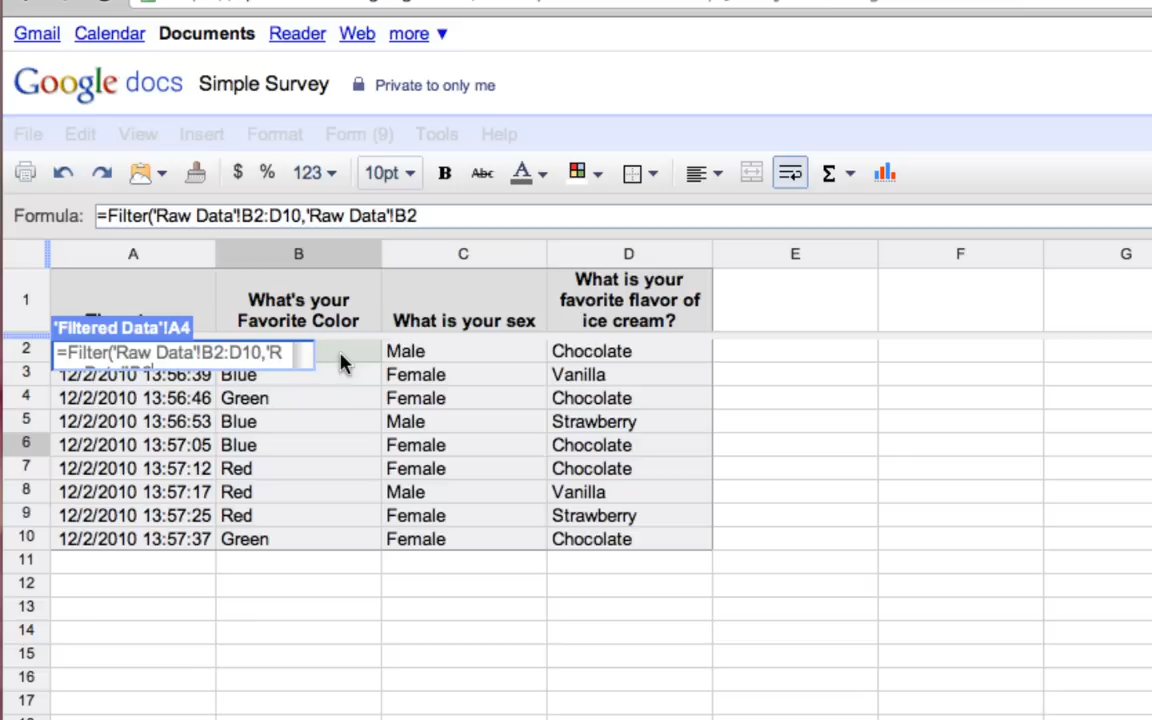 Gmail Calendar Documents Reader Web more ▼
Google docs Simple Survey Private to only me
File Edit View Insert Format Form (9) Tools Help
$ % 123 10pt B Abc A Σ
Formula: =Filter('Raw Data'!B2:D10,'Raw Data'!B2
A B C D E F G
1 What's your Favorite Color What is your sex What is your favorite flavor of ice cream?
'Filtered Data'!A4
2 =Filter('Raw Data'!B2:D10,'R Male Chocolate
3 12/2/2010 13:56:39 Blue Female Vanilla
4 12/2/2010 13:56:46 Green Female Chocolate
5 12/2/2010 13:56:53 Blue Male Strawberry
6 12/2/2010 13:57:05 Blue Female Chocolate
7 12/2/2010 13:57:12 Red Female Chocolate
8 12/2/2010 13:57:17 Red Male Vanilla
9 12/2/2010 13:57:25 Red Female Strawberry
10 12/2/2010 13:57:37 Green Female Chocolate
11
12
13
14
15
16
17